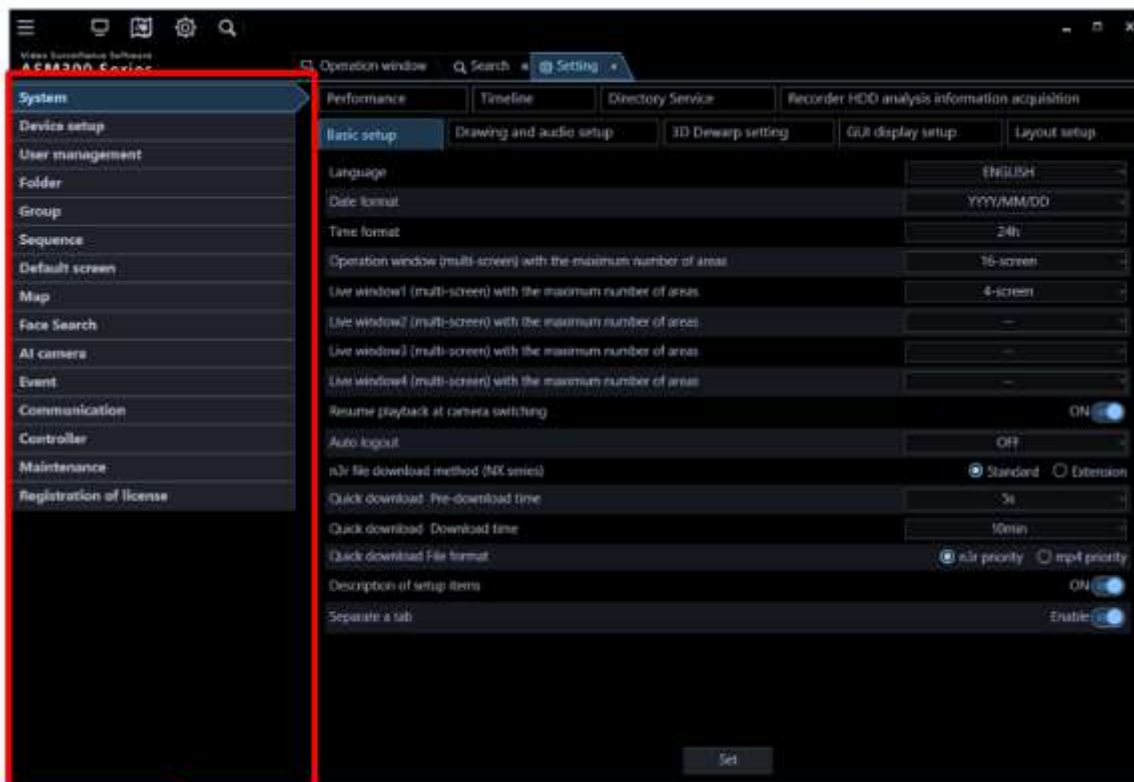 Video Surveillance Software
ASM300 Series
Operation window
Search
Setting
System
Device setup
User management
Folder
Group
Sequence
Default screen
Map
Face Search
AI camera
Event
Communication
Controller
Maintenance
Registration of license
Performance Timeline Directory Service Recorder HDD analysis information acquisition
Basic setup Drawing and audio setup 3D Dewarp setting GUI display setup Layout setup
Language ENGLISH
Date format YYYY/MM/DD
Time format 24h
Operation window (multi-screen) with the maximum number of areas 16-screen
Live window1 (multi-screen) with the maximum number of areas 4-screen
Live window2 (multi-screen) with the maximum number of areas ---
Live window3 (multi-screen) with the maximum number of areas ---
Live window4 (multi-screen) with the maximum number of areas ---
Resume playback at camera switching ON
Auto logout OFF
n3r file download method (NX series) Standard Extension
Quick download Pre-download time 5s
Quick download Download time 10min
Quick download File format n3r priority mp4 priority
Description of setup items ON
Separate a tab Enable
Set